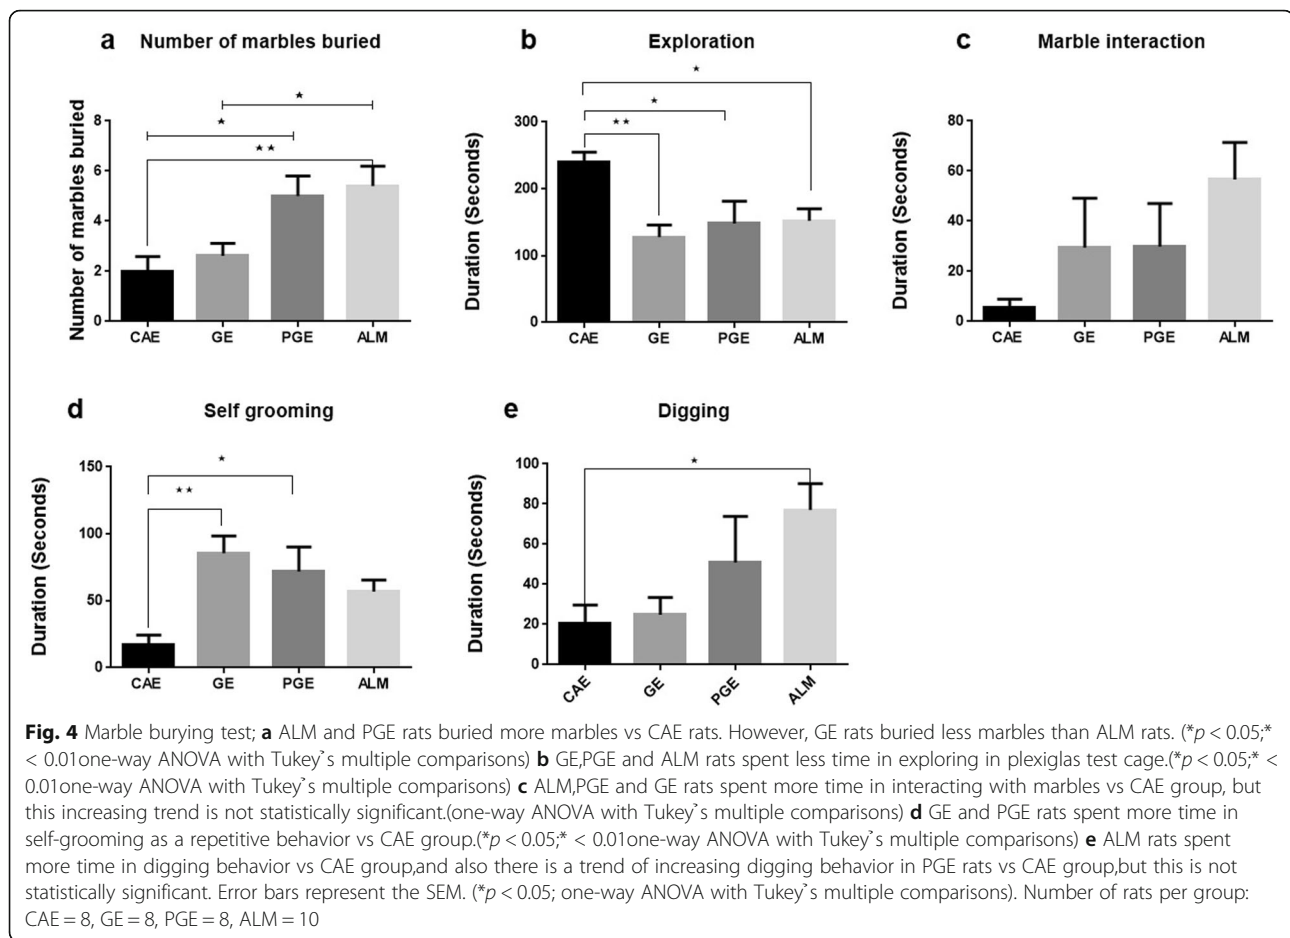 a Number of marbles buried
b Exploration
c Marble interaction
Number of marbles buried
8
6
4
2
0
★
★
★★
CAE GE PGE ALM
Duration (Seconds)
300
200
100
0
★
★
★★
CAE GE PGE ALM
Duration (Seconds)
80
60
40
20
0
CAE GE PGE ALM
d Self grooming
e Digging
Duration (Seconds)
150
100
50
0
★
★★
CAE GE PGE ALM
Duration (Seconds)
100
80
60
40
20
0
★
CAE GE PGE ALM
Fig. 4 Marble burying test; a ALM and PGE rats buried more marbles vs CAE rats. However, GE rats buried less marbles than ALM rats. (*p < 0.05;*
< 0.01one-way ANOVA with Tukey`s multiple comparisons) b GE,PGE and ALM rats spent less time in exploring in plexiglas test cage.(*p < 0.05;* <
0.01one-way ANOVA with Tukey`s multiple comparisons) c ALM,PGE and GE rats spent more time in interacting with marbles vs CAE group, but
this increasing trend is not statistically significant.(one-way ANOVA with Tukey`s multiple comparisons) d GE and PGE rats spent more time in
self-grooming as a repetitive behavior vs CAE group.(*p < 0.05;* < 0.01one-way ANOVA with Tukey`s multiple comparisons) e ALM rats spent
more time in digging behavior vs CAE group,and also there is a trend of increasing digging behavior in PGE rats vs CAE group,but this is not
statistically significant. Error bars represent the SEM. (*p < 0.05; one-way ANOVA with Tukey`s multiple comparisons). Number of rats per group:
CAE = 8, GE = 8, PGE = 8, ALM = 10